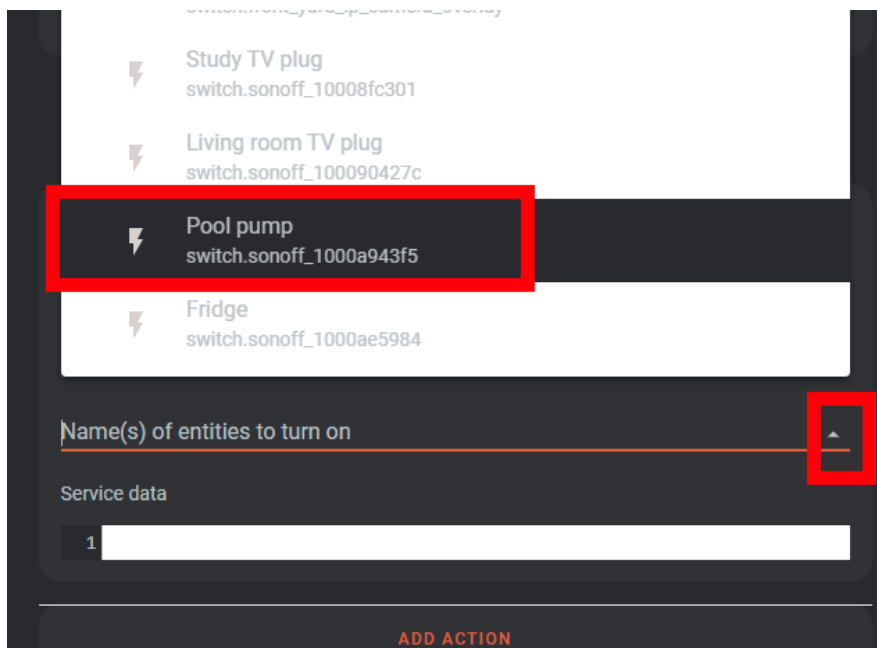 Study TV plug
switch.sonoff_10008fc301
Living room TV plug
switch.sonoff_100090427c
Pool pump
switch.sonoff_1000a943f5
Fridge
switch.sonoff_1000ae5984
Name(s) of entities to turn on
Service data
1
ADD ACTION